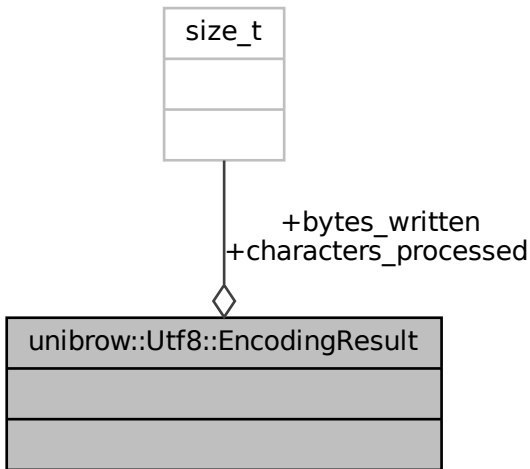 size_t
+bytes_written
+characters_processed
unibrow::Utf8::EncodingResult